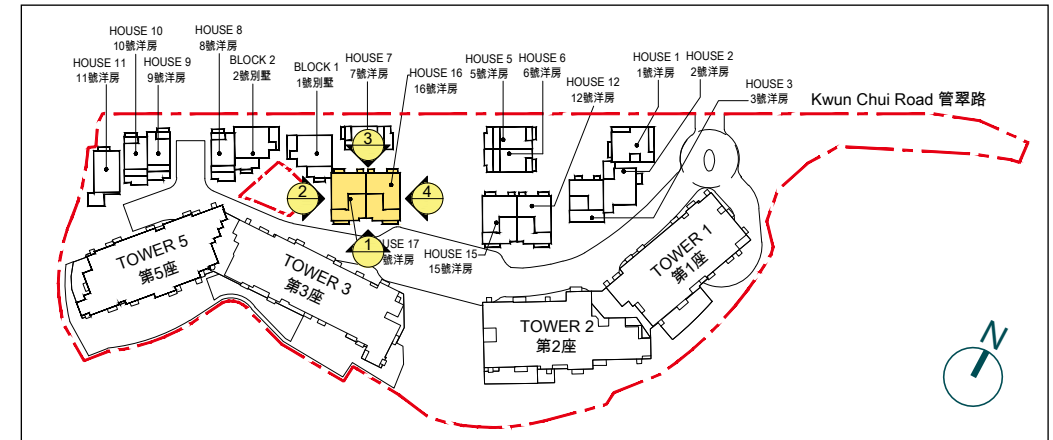 HOUSE 10
10號洋房
HOUSE 8
8號洋房
HOUSE 11
11號洋房
HOUSE 9
9號洋房
BLOCK 2
2號別墅
BLOCK 1
1號別墅
HOUSE 7
7號洋房
HOUSE 16
16號洋房
HOUSE 5
5號洋房
HOUSE 6
6號洋房
HOUSE 12
12號洋房
HOUSE 1
1號洋房
HOUSE 2
2號洋房
HOUSE 3
3號洋房
Kwun Chui Road 管翠路
3
2
4
1
USE 17
號洋房
HOUSE 15
15號洋房
TOWER 5
第5座
TOWER 3
第3座
TOWER 2
第2座
TOWER 1
第1座
N